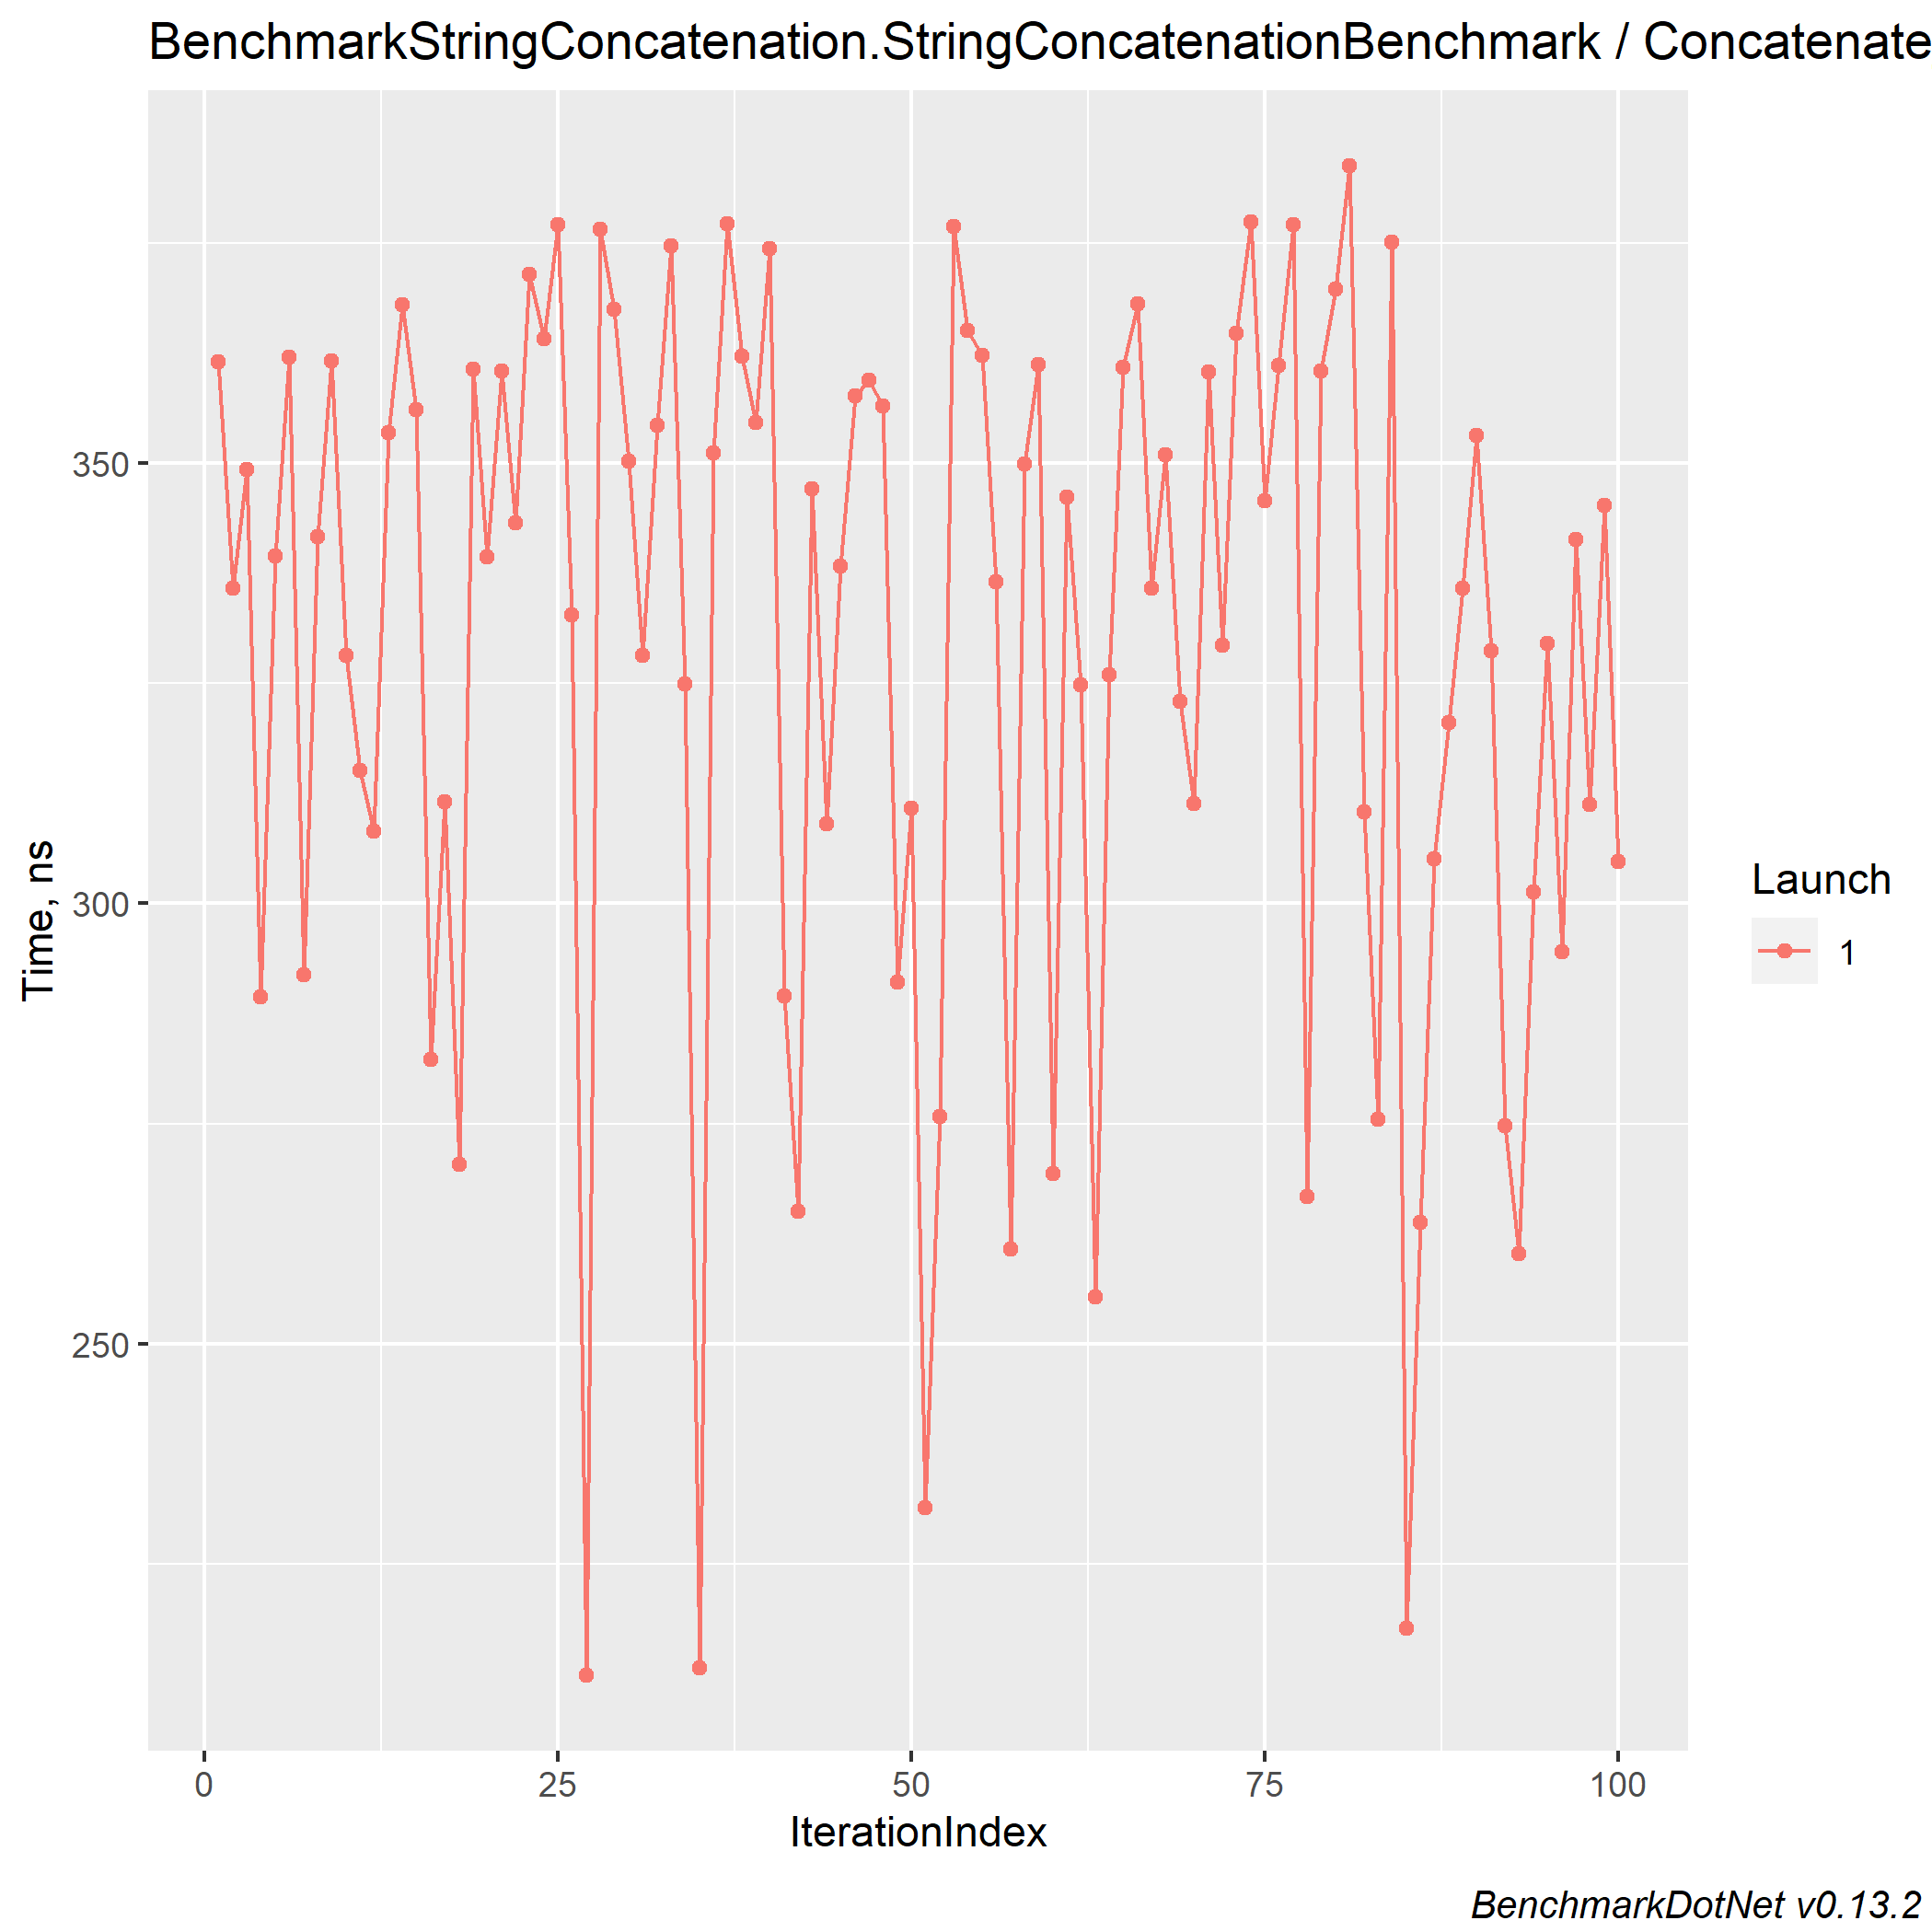 BenchmarkStringConcatenation.StringConcatenationBenchmark / Concatenate
350
300
250
Time, ns
0 25 50 75 100
IterationIndex
Launch
1
BenchmarkDotNet v0.13.2